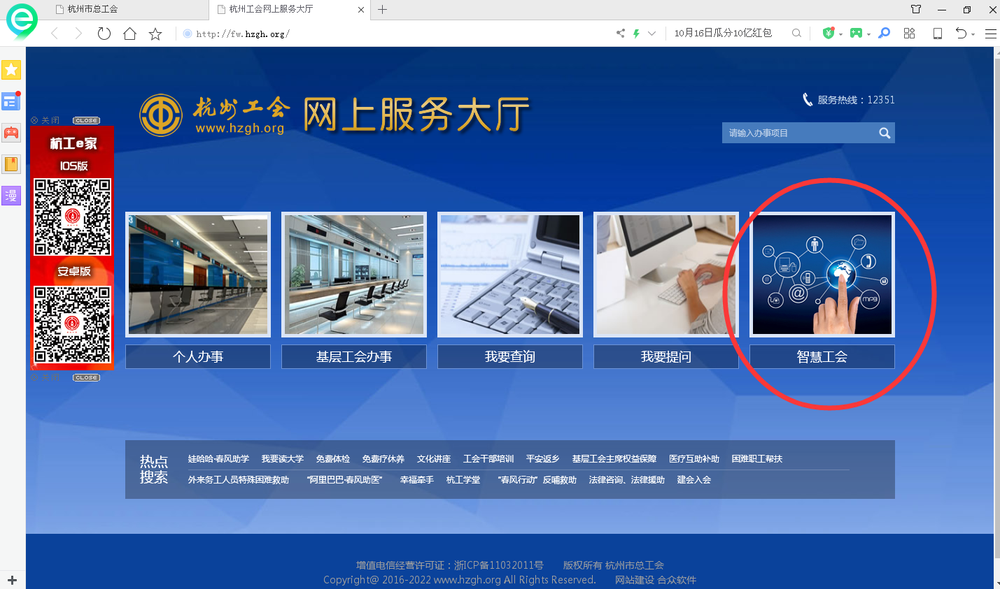 杭州市总工会
杭州工会网上服务大厅
http://fw.hzgh.org/
10月16日瓜分10亿红包
漫
杭州工会
www.hzgh.org
网上服务大厅
服务热线：12351
请输入办事项目
关闭 CLOSE
杭工e家
IOS版
安卓版
关闭 CLOSE
@
MP3
个人办事
基层工会办事
我要查询
我要提问
智慧工会
热点
搜索
娃哈哈·春风助学 我要读大学 免费体检 免费疗休养 文化讲座 工会干部培训 平安返乡 基层工会主席权益保障 医疗互助补助 困难职工帮扶
外来务工人员特殊困难救助 “阿里巴巴·春风助医” 幸福牵手 杭工学堂 “春风行动”反哺救助 法律咨询、法律援助 建会入会
增值电信经营许可证：浙ICP备11032011号 版权所有 杭州市总工会
Copyright@ 2016-2022 www.hzgh.org All Rights Reserved. 网站建设 合众软件